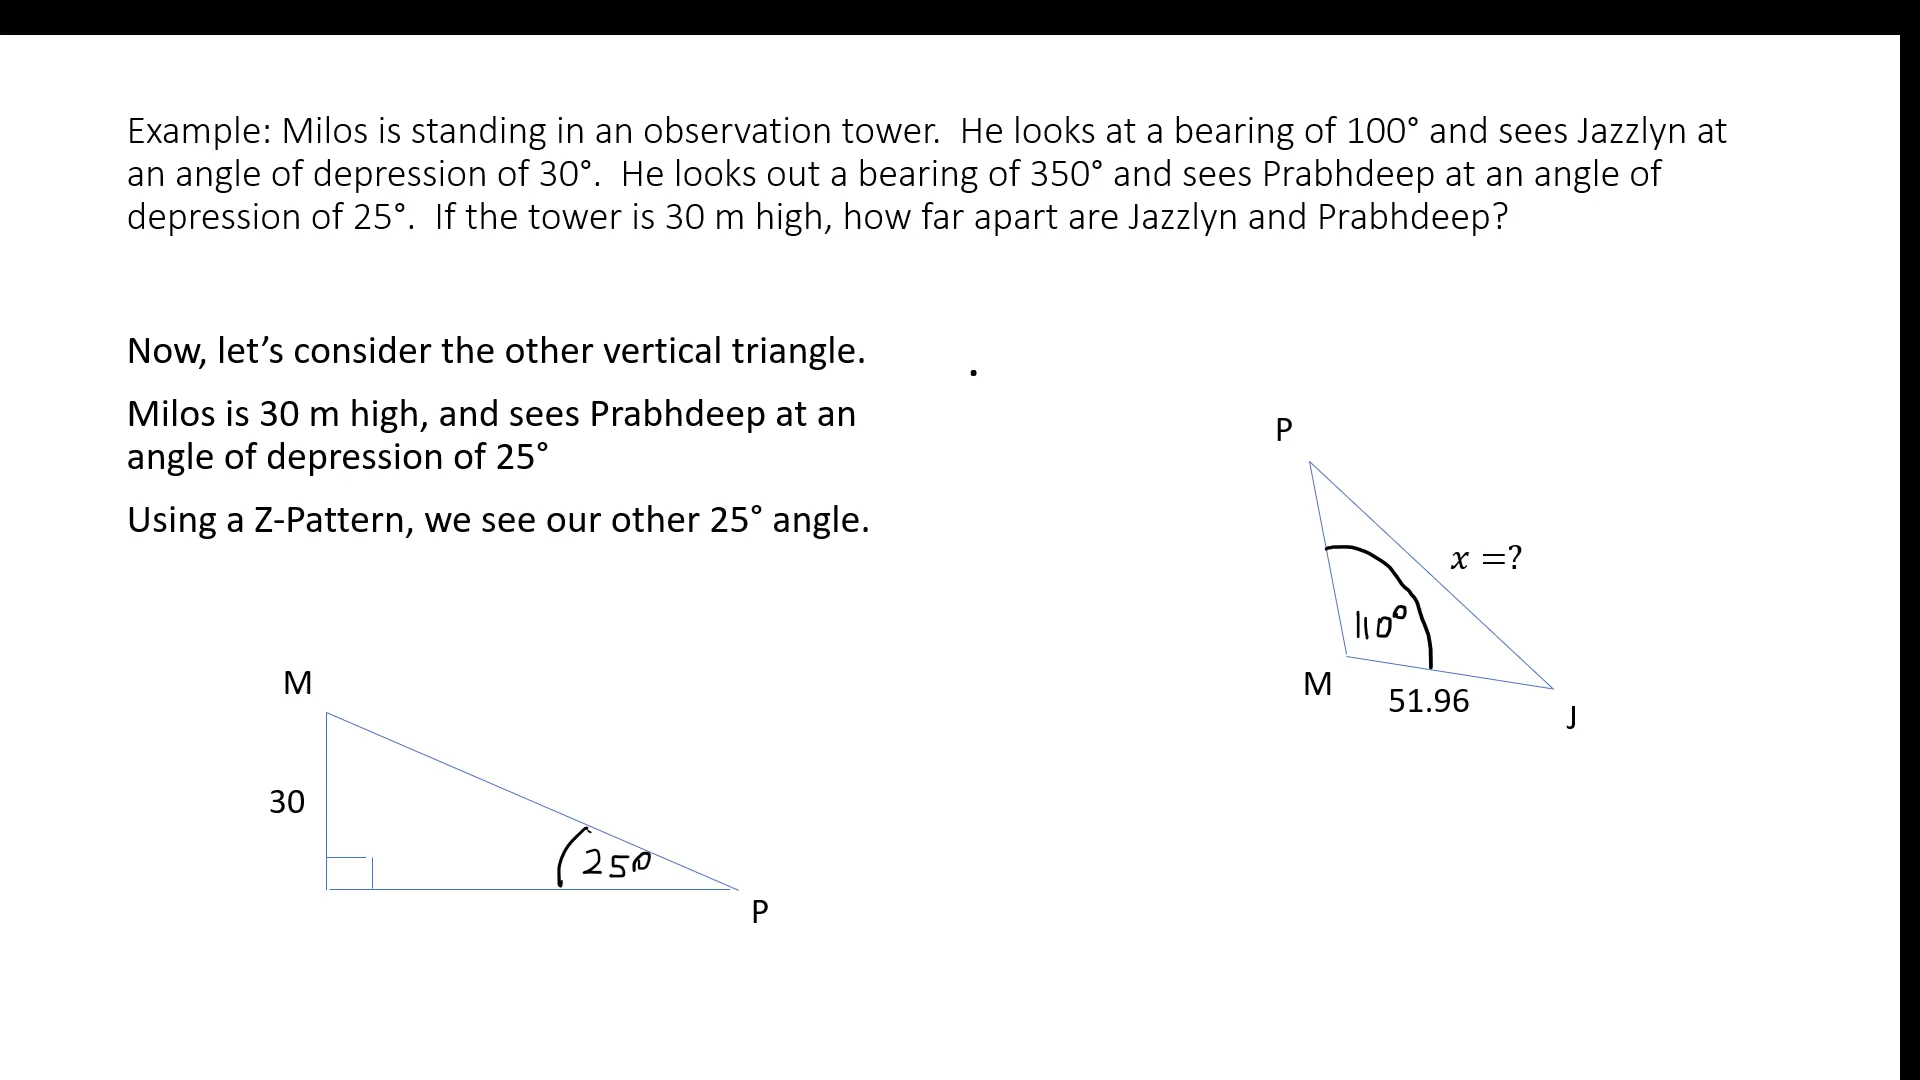 Example: Milos is standing in an observation tower.  He looks at a bearing of 100° and sees Jazzlyn at
an angle of depression of 30°.  He looks out a bearing of 350° and sees Prabhdeep at an angle of
depression of 25°.  If the tower is 30 m high, how far apart are Jazzlyn and Prabhdeep?
Now, let’s consider the other vertical triangle.
Milos is 30 m high, and sees Prabhdeep at an
angle of depression of 25°
Using a Z-Pattern, we see our other 25° angle.
M
30
25°
P
P
x =?
110°
M
51.96
J